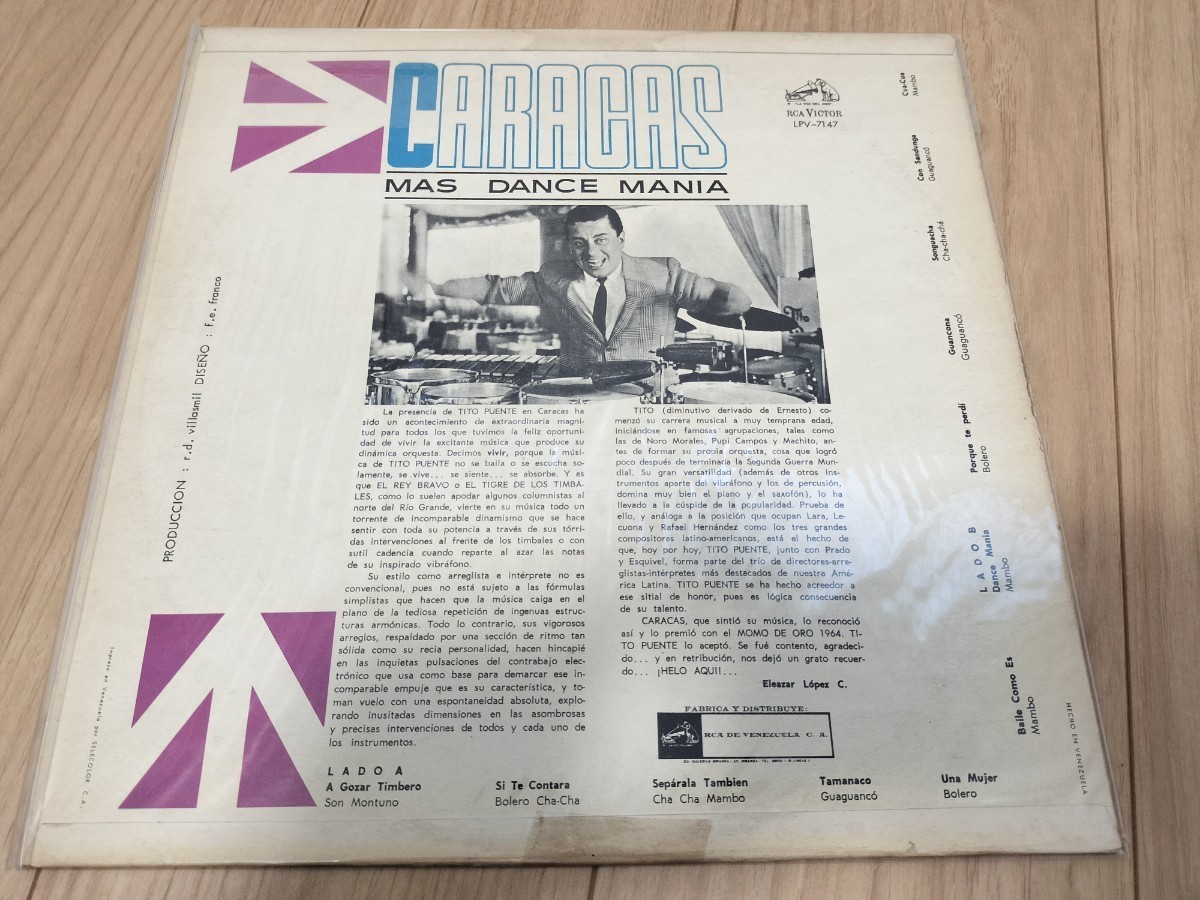 CARACAS
MAS DANCE MANIA
"LA VOZ DEL AMO"
RCA VICTOR
LPV-7147
Tito
La presencia de TITO PUENTE en Caracas ha
sido un acontecimiento de extraordinaria magni-
tud para todos los que tuvimos la feliz oportuni-
dad de vivir la excitante música que produce su
dinámica orquesta. Decimos vivir, porque la músi-
ca de TITO PUENTE no se baila o se escucha so-
lamente, se vive... se siente... se absorbe. Y es
que EL REY BRAVO o EL TIGRE DE LOS TIMBA-
LES, como lo suelen apodar algunos columnistas al
norte del Río Grande, vierte en su música todo un
torrente de incomparable dinamismo que se hace
sentir con toda su potencia a través de sus tórri-
das intervenciones al frente de los timbales o con
sutil cadencia cuando reparte al azar las notas
de su inspirado vibráfono.
Su estilo como arreglista e intérprete no es
convencional, pues no está sujeto a las fórmulas
simplistas que hacen que la música caiga en el
plano de la tediosa repetición de ingenuas estruc-
turas armónicas. Todo lo contrario, sus vigorosos
arreglos, respaldado por una sección de ritmo tan
sólida como su recia personalidad, hacen hincapié
en las inquietas pulsaciones del contrabajo elec-
trónico que usa como base para demarcar ese in-
comparable empuje que es su característica, y to-
man vuelo con una espontaneidad absoluta, explo-
rando inusitadas dimensiones en las asombrosas
y precisas intervenciones de todos y cada uno de
los instrumentos.
TITO (diminutivo derivado de Ernesto) co-
menzó su carrera musical a muy temprana edad,
iniciándose en famosas agrupaciones, tales como
las de Noro Morales, Pupi Campos y Machito, an-
tes de formar su propia orquesta, cosa que logró
poco después de terminada la Segunda Guerra Mun-
dial. Su gran versatilidad (además de otros ins-
trumentos aparte del vibráfono y los de percusión,
domina muy bien el piano y el saxofón), lo ha
llevado a la cúspide de la popularidad. Prueba de
ello, y análoga a la posición que ocupan Lara, Le-
cuona y Rafael Hernández como los tres grandes
compositores latino-americanos, está el hecho de
que, hoy por hoy, TITO PUENTE, junto con Prado
y Esquivel, forma parte del trío de directores-arre-
glistas-intérpretes más destacados de nuestra Amé-
rica Latina. TITO PUENTE se ha hecho acreedor a
ese sitial de honor, pues es lógica consecuencia
de su talento.
CARACAS, que sintió su música, lo reconoció
así y lo premió con el MOMO DE ORO 1964. TI-
TO PUENTE lo aceptó. Se fué contento, agradeci-
do... y en retribución, nos dejó un grato recuer-
do... ¡HELO AQUI!...
Eleazar López C.
FABRICA Y DISTRIBUYE:
RCA DE VENEZUELA C. A.
LADO A
A Gozar Timbero
Son Montuno
Si Te Contara
Bolero Cha-Cha
Sepárala Tambien
Cha Cha Mambo
Tamanaco
Guaguancó
Una Mujer
Bolero
LADO B
Dance Mania
Mambo
Baile Como Es
Mambo
Porque te perdí
Bolero
Guancona
Guaguancó
Songuacha
Cha-cha-chá
Con Sandunga
Guaguancó
Cua-Cua
Mambo
PRODUCCION : r.d. villasmil DISEÑO : f.e. franco
Impreso en Venezuela por SELECOLOR C.A.
HECHO EN VENEZUELA